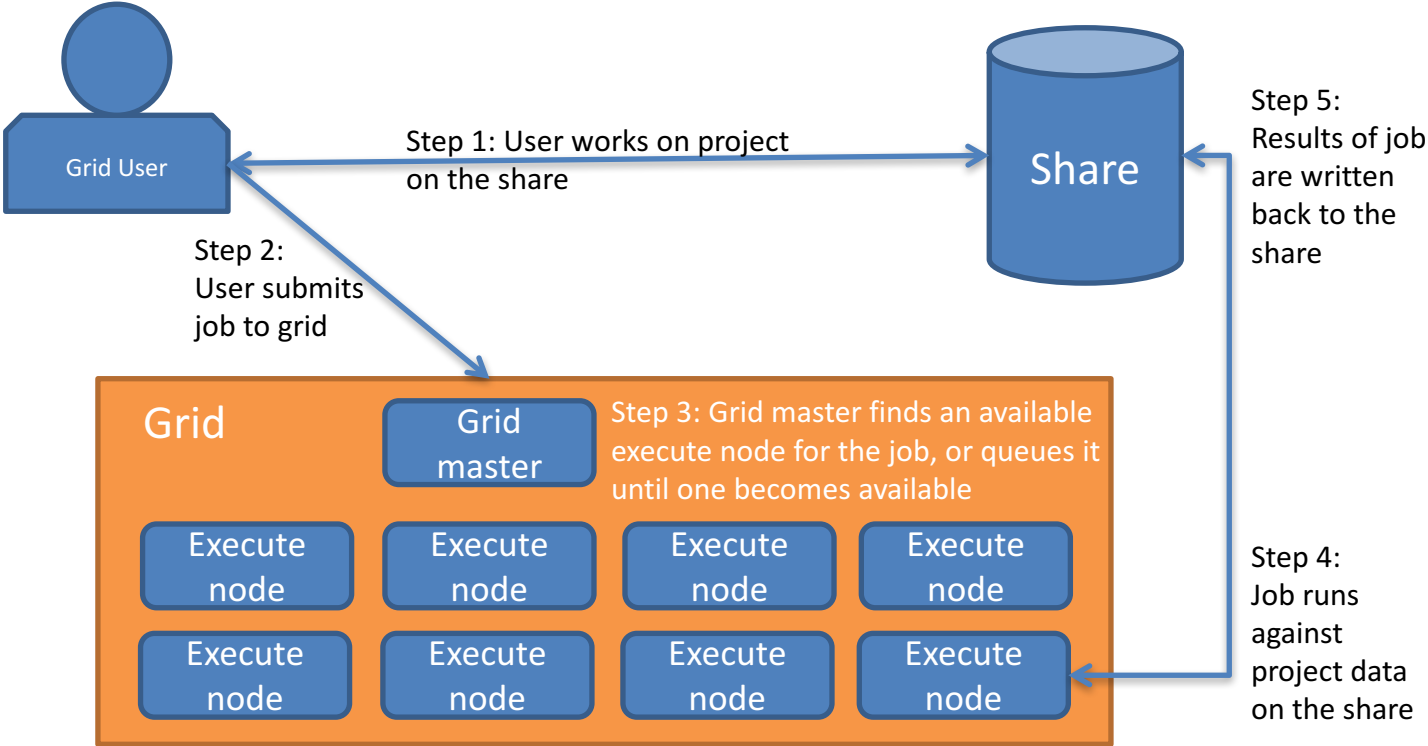 Grid User
Step 1: User works on project
on the share
Share
Step 5:
Results of job
are written
back to the
share
Step 2:
User submits
job to grid
Grid
Grid
master
Step 3: Grid master finds an available
execute node for the job, or queues it
until one becomes available
Execute
node
Execute
node
Execute
node
Execute
node
Execute
node
Execute
node
Execute
node
Execute
node
Step 4:
Job runs
against
project data
on the share